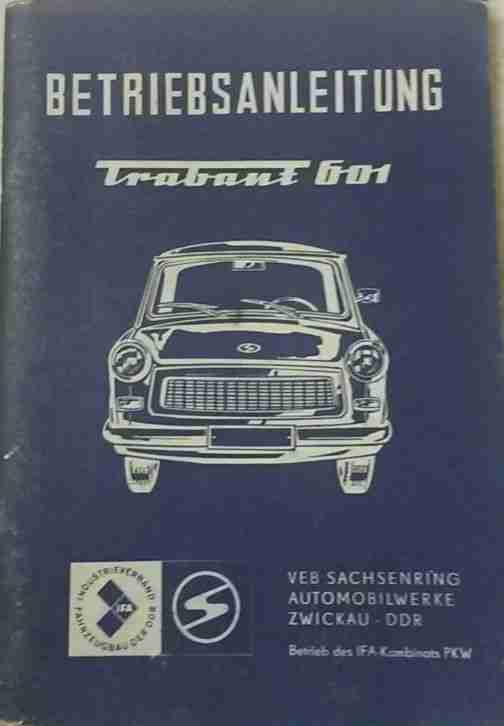 BETRIEBSANLEITUNG
Trabant 601
INDUSTRIEVERBAND
FAHRZEUGBAU DER DDR
IFA
VEB SACHSENRING
AUTOMOBILWERKE
ZWICKAU · DDR
Betrieb des IFA-Kombinats PKW